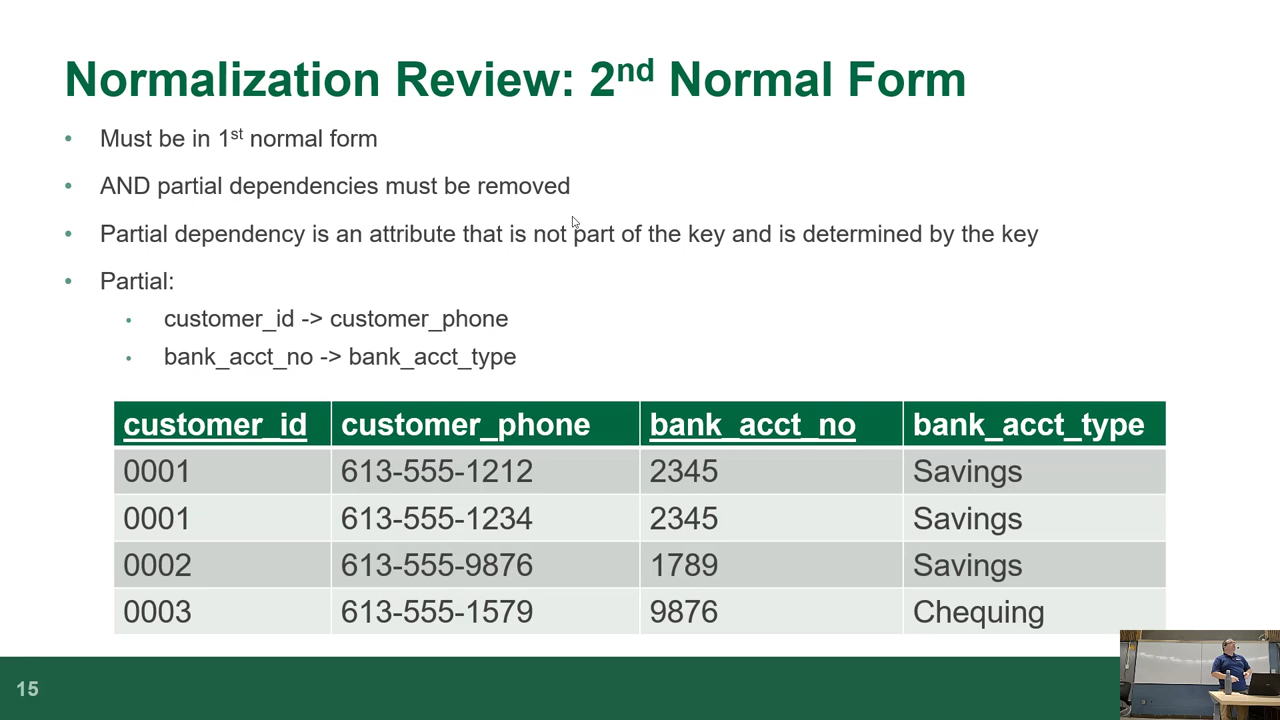 Normalization Review: 2nd Normal Form
• Must be in 1st normal form
• AND partial dependencies must be removed
• Partial dependency is an attribute that is not part of the key and is determined by the key
• Partial:
• customer_id -> customer_phone
• bank_acct_no -> bank_acct_type
customer_id customer_phone bank_acct_no bank_acct_type
0001 613-555-1212 2345 Savings
0001 613-555-1234 2345 Savings
0002 613-555-9876 1789 Savings
0003 613-555-1579 9876 Chequing
15